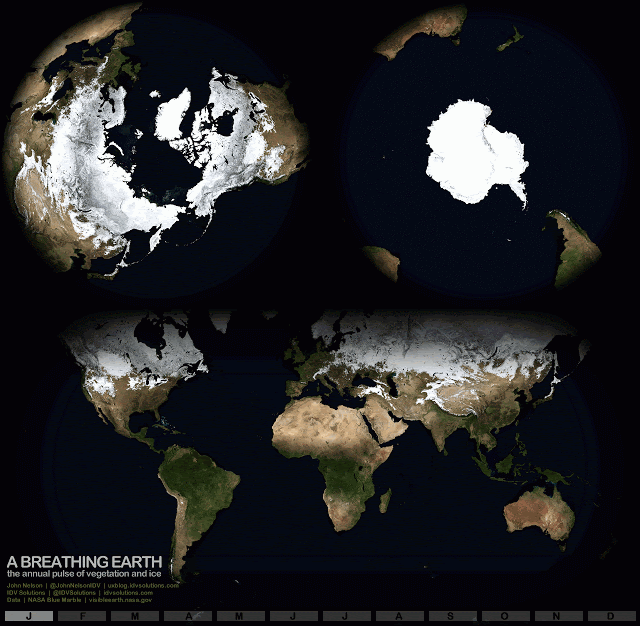 A BREATHING EARTH
the annual pulse of vegetation and ice
John Nelson | @JohnNelsonIDV | uxblog.idvsolutions.com
IDV Solutions | @IDVSolutions | idvsolutions.com
Data | NASA Blue Marble | visibleearth.nasa.gov
J F M A M J J A S O N D